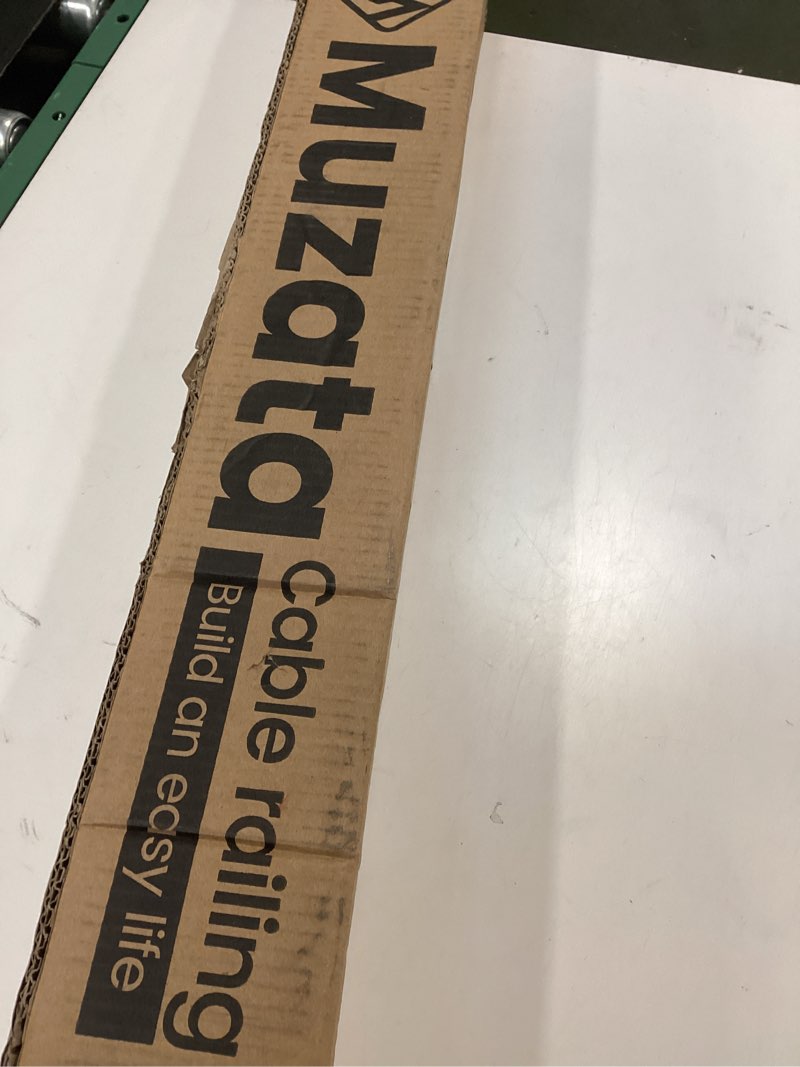 Muzata
Cable railing
Build an easy life